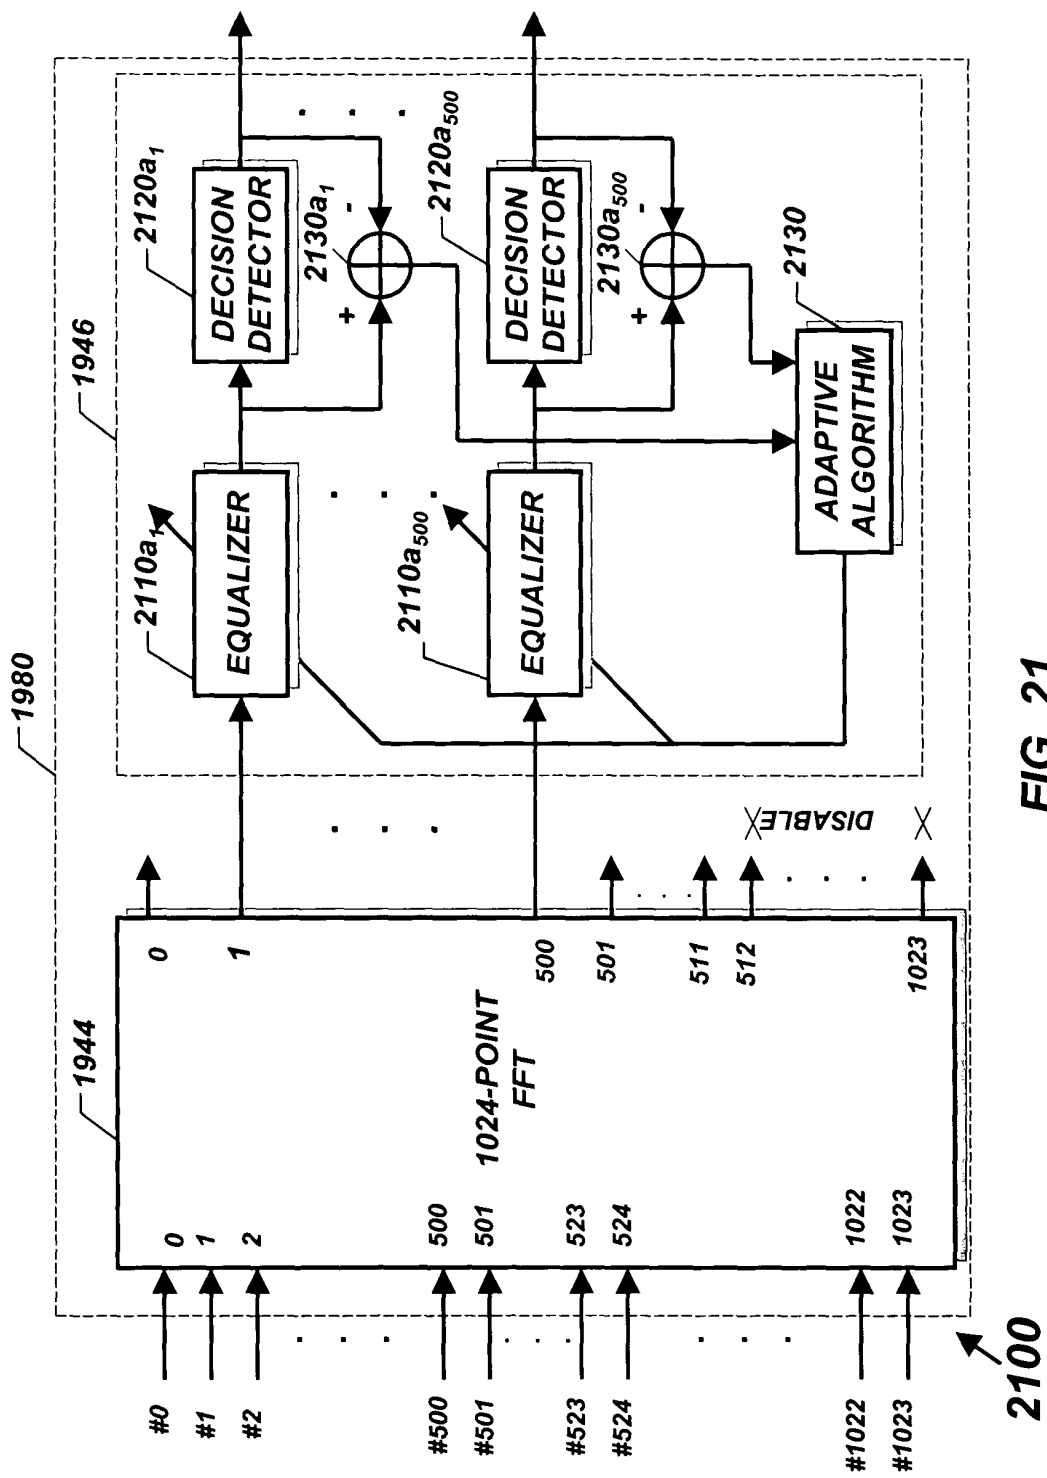 1980
1946
1944
#0
#1
#2
#500
#501
#523
#524
#1022
#1023
0
1
2
500
501
523
524
1022
1023
1024-POINT
FFT
0
1
500
501
511
512
1023
DISABLE
2110a1
EQUALIZER
2120a1
DECISION
DETECTOR
2130a1
+
-
2110a500
EQUALIZER
2120a500
DECISION
DETECTOR
2130a500
+
-
2130
ADAPTIVE
ALGORITHM
2100
FIG. 21